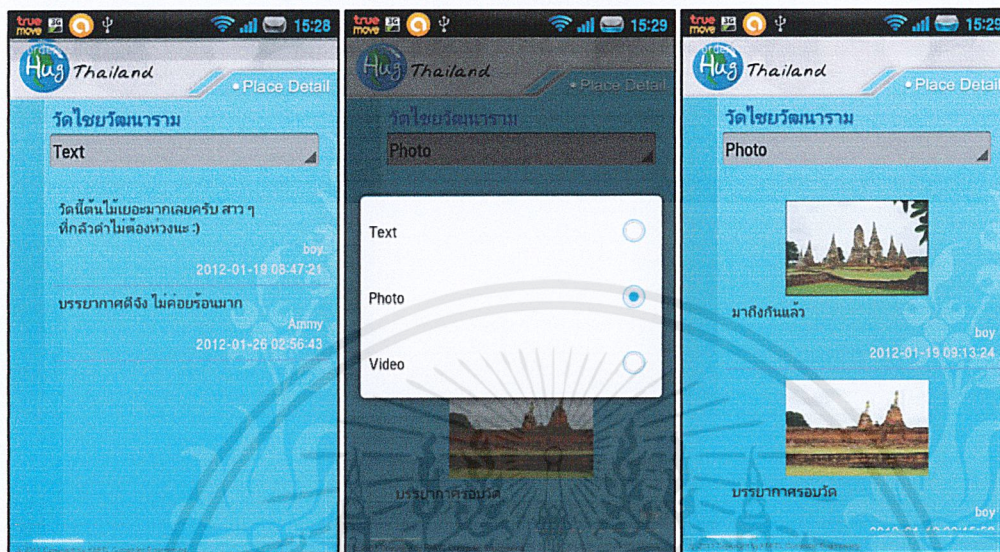 true
move
3G
15:28
Hug Thailand
Place Detail
วัดไชยวัฒนาราม
Text
วัดนี้ต้นไม้เยอะมากเลยครับ สาว ๆ
ที่กลัวดำไม่ต้องห่วงนะ :)
boy
2012-01-19 08:47:21
บรรยากาศดีจัง ไม่ค่อยร้อนมาก
Ammy
2012-01-26 02:56:43
true
move
3G
15:29
Hug Thailand
Place Detail
วัดไชยวัฒนาราม
Photo
Text
Photo
Video
บรรยากาศรอบวัด
true
move
3G
15:29
Hug Thailand
Place Detail
วัดไชยวัฒนาราม
Photo
มาถึงกันแล้ว
boy
2012-01-19 09:13:24
บรรยากาศรอบวัด
boy